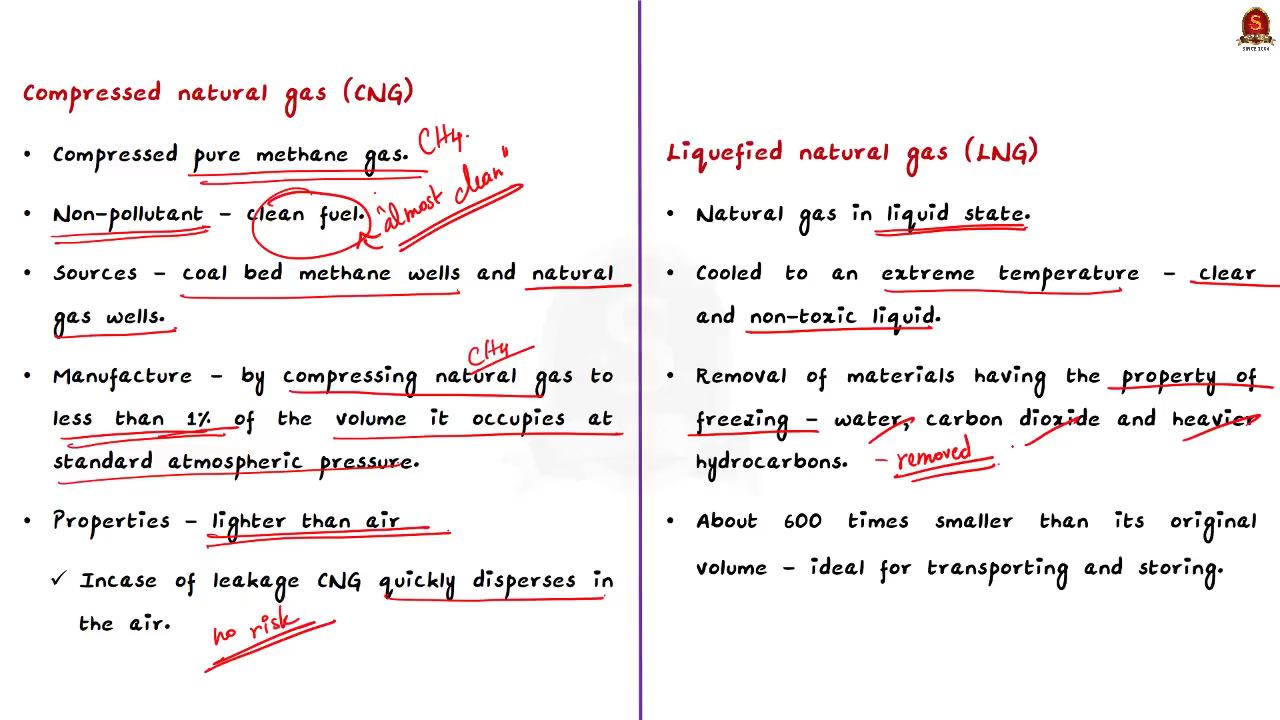 Compressed natural gas (CNG)
• Compressed pure methane gas. CH4.
• Non-pollutant - clean fuel. "almost clean"
• Sources - coal bed methane wells and natural
gas wells.
CH4
• Manufacture - by compressing natural gas to
less than 1% of the volume it occupies at
standard atmospheric pressure.
• Properties - lighter than air
✓ Incase of leakage CNG quickly disperses in
the air.
no risk
S
SINCE 2004
Liquefied natural gas (LNG)
• Natural gas in liquid state.
• Cooled to an extreme temperature - clear
and non-toxic liquid.
• Removal of materials having the property of
freezing - water, carbon dioxide and heavier
hydrocarbons. - removed
• About 600 times smaller than its original
volume - ideal for transporting and storing.